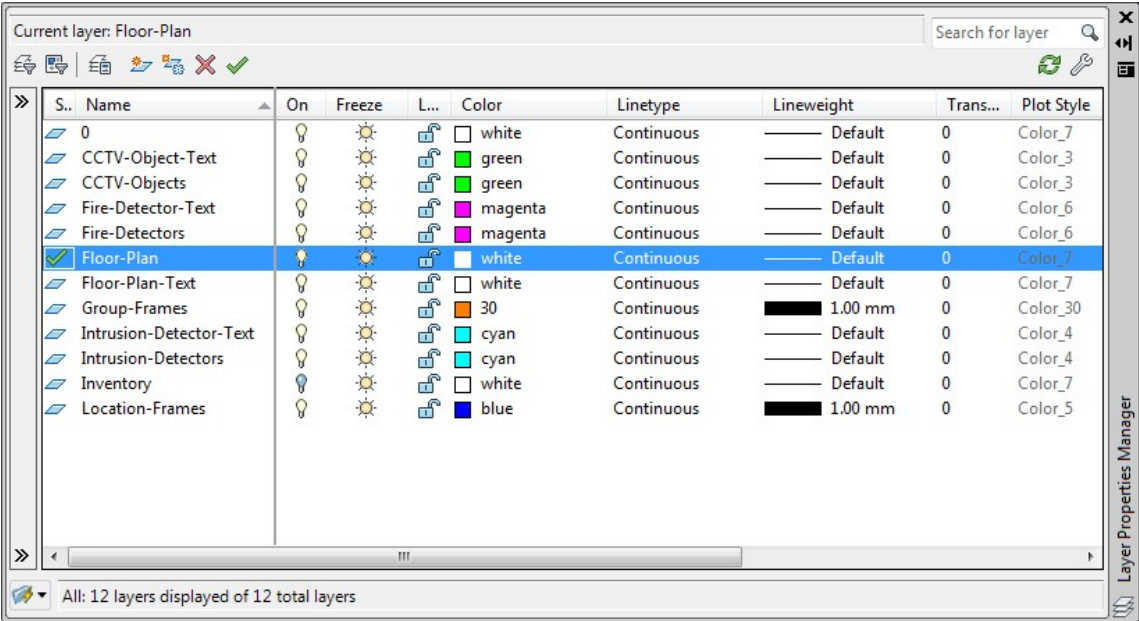 Current layer: Floor-Plan
Search for layer
S.. Name On Freeze L... Color Linetype Lineweight Trans... Plot Style
0 white Continuous Default 0 Color_7
CCTV-Object-Text green Continuous Default 0 Color_3
CCTV-Objects green Continuous Default 0 Color_3
Fire-Detector-Text magenta Continuous Default 0 Color_6
Fire-Detectors magenta Continuous Default 0 Color_6
Floor-Plan white Continuous Default 0 Color_7
Floor-Plan-Text white Continuous Default 0 Color_7
Group-Frames 30 Continuous 1.00 mm 0 Color_30
Intrusion-Detector-Text cyan Continuous Default 0 Color_4
Intrusion-Detectors cyan Continuous Default 0 Color_4
Inventory white Continuous Default 0 Color_7
Location-Frames blue Continuous 1.00 mm 0 Color_5
All: 12 layers displayed of 12 total layers
Layer Properties Manager